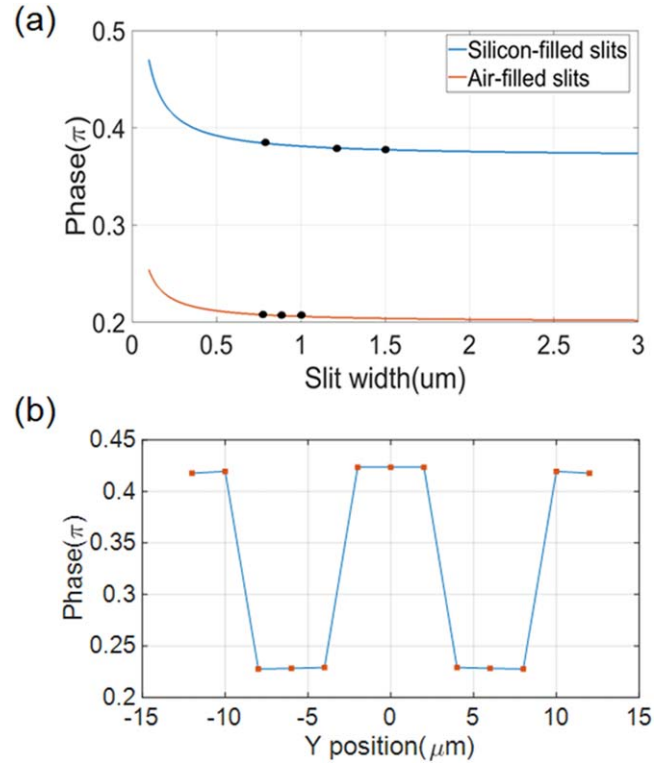 (a)
0.5
0.4
0.3
0.2
Phase(π)
Silicon-filled slits
Air-filled slits
0 0.5 1 1.5 2 2.5 3
Slit width(um)
(b)
0.45
0.4
0.35
0.3
0.25
0.2
Phase(π)
-15 -10 -5 0 5 10 15
Y position(μm)